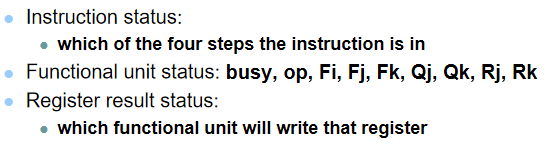 Instruction status:
which of the four steps the instruction is in
Functional unit status: busy, op, Fi, Fj, Fk, Qj, Qk, Rj, Rk
Register result status:
which functional unit will write that register